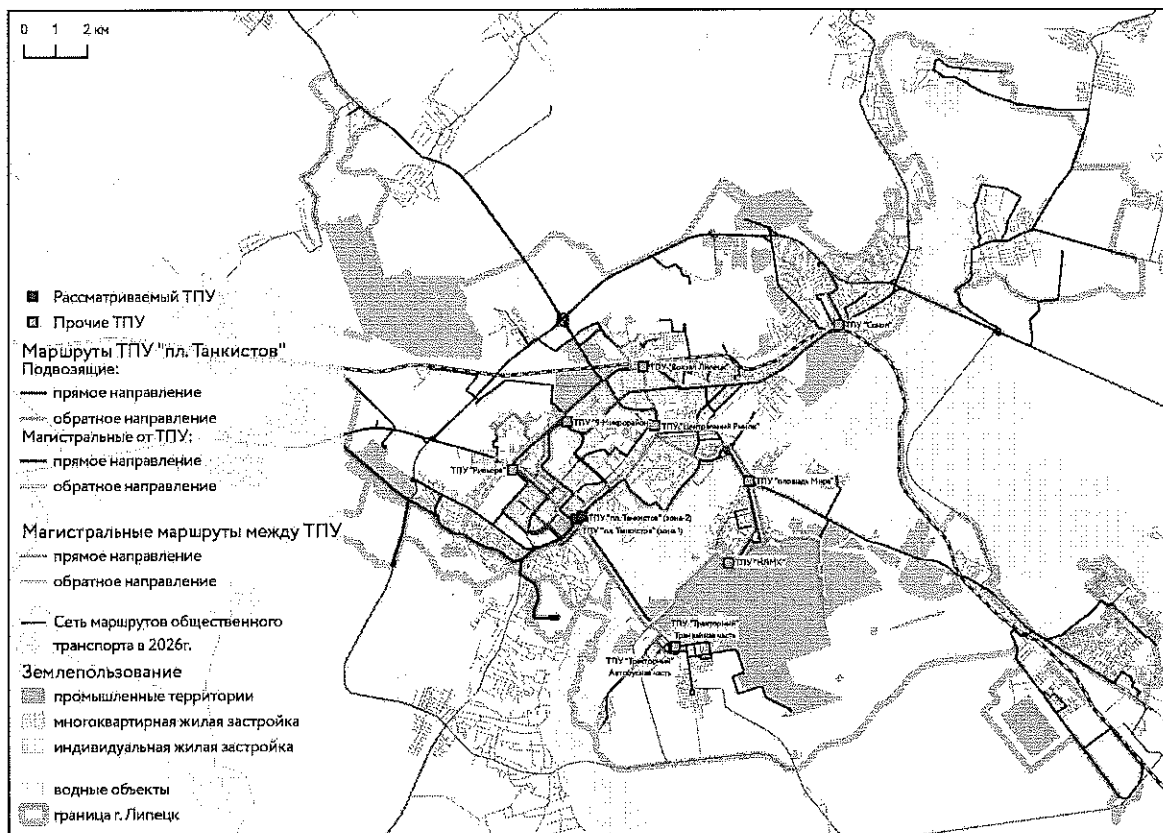 0 1 2 км
Рассматриваемый ТПУ
Прочие ТПУ
Маршруты ТПУ "пл. Танкистов"
Подвозящие:
прямое направление
обратное направление
Магистральные от ТПУ:
прямое направление
обратное направление
Магистральные маршруты между ТПУ
прямое направление
обратное направление
Сеть маршрутов общественного
транспорта в 2026г.
Землепользование
промышленные территории
многоквартирная жилая застройка
индивидуальная жилая застройка
водные объекты
граница г. Липецк
ТПУ "Сокол"
ТПУ "Вокзал Липецк"
ТПУ "9 Микрорайон"
ТПУ "Центральный Рынок"
ТПУ "Ривьера"
ТПУ "площадь Мира"
ТПУ "пл. Танкистов" (зона 2)
ТПУ "пл. Танкистов" (зона 1)
ТПУ "НЛМК"
ТПУ "Тракторный"
Трамвайная часть
ТПУ "Тракторный"
Автобусная часть